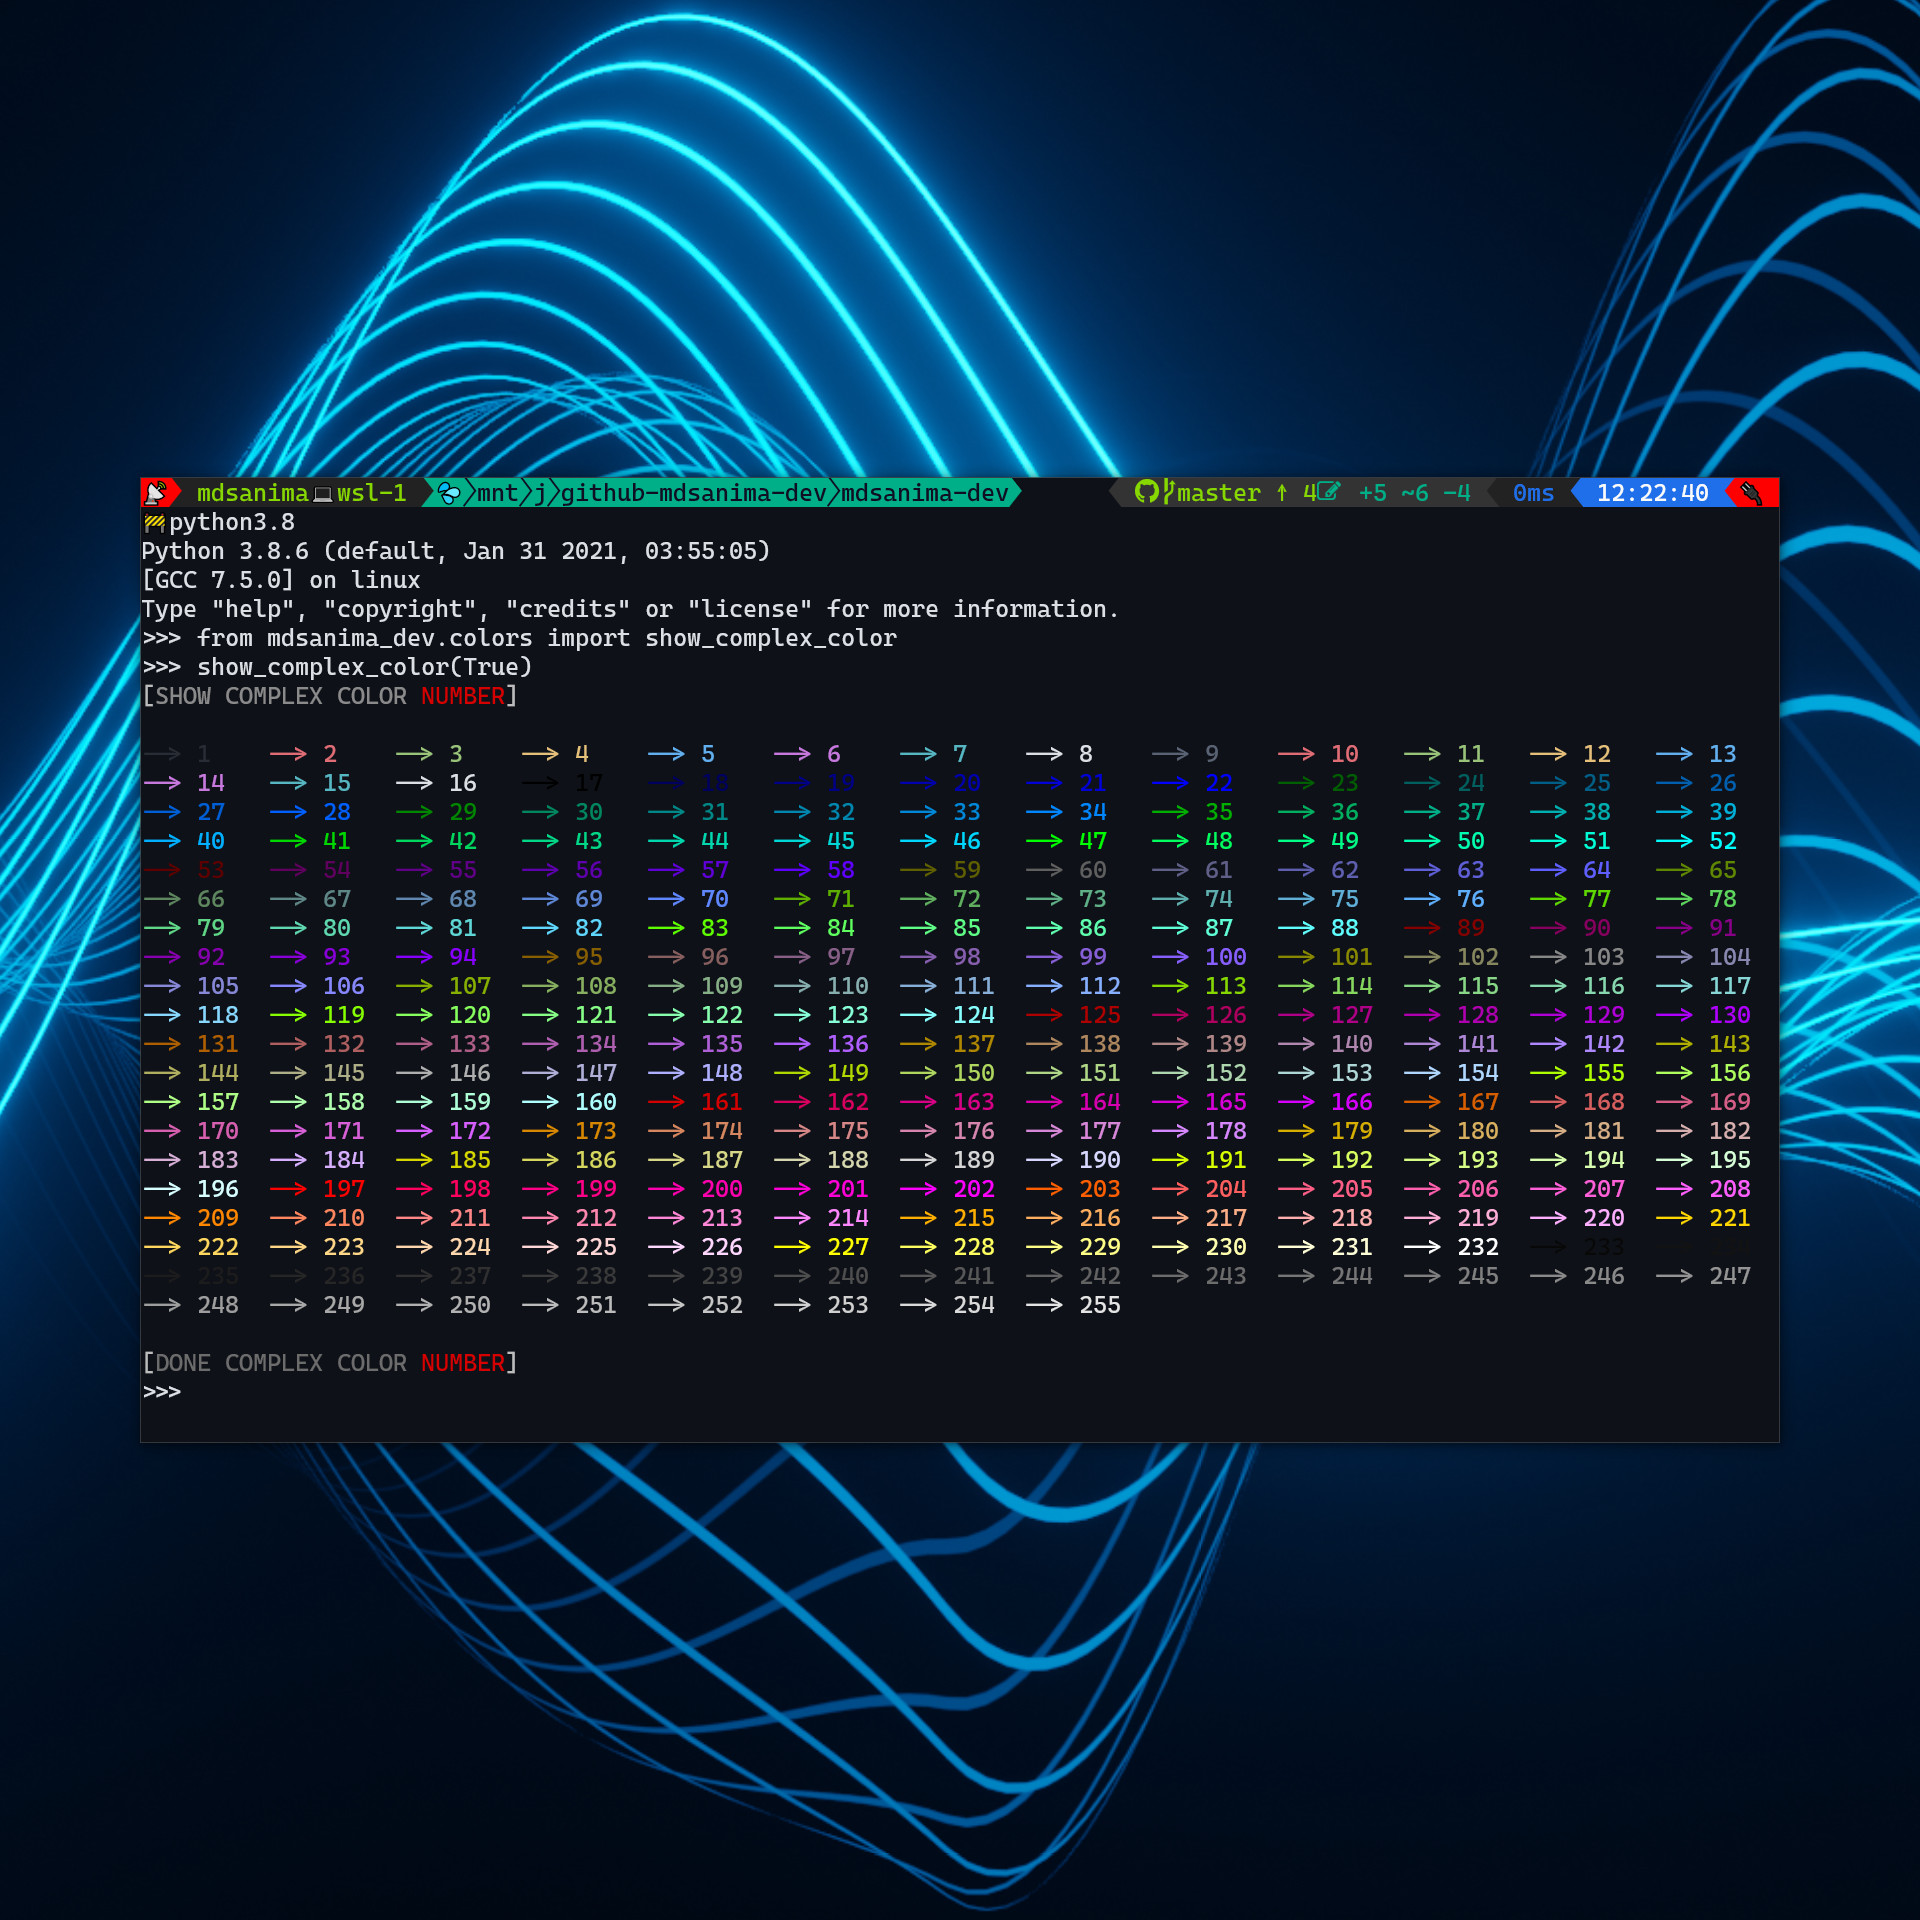 mdsanima wsl-1 mnt j github-mdsanima-dev mdsanima-dev master ↑ 4 +5 ~6 -4 0ms 12:22:40
python3.8
Python 3.8.6 (default, Jan 31 2021, 03:55:05)
[GCC 7.5.0] on linux
Type "help", "copyright", "credits" or "license" for more information.
>>> from mdsanima_dev.colors import show_complex_color
>>> show_complex_color(True)
[SHOW COMPLEX COLOR NUMBER]
⟶ 1 ⟶ 2 ⟶ 3 ⟶ 4 ⟶ 5 ⟶ 6 ⟶ 7 ⟶ 8 ⟶ 9 ⟶ 10 ⟶ 11 ⟶ 12 ⟶ 13
⟶ 14 ⟶ 15 ⟶ 16 ⟶ 17 ⟶ 18 ⟶ 19 ⟶ 20 ⟶ 21 ⟶ 22 ⟶ 23 ⟶ 24 ⟶ 25 ⟶ 26
⟶ 27 ⟶ 28 ⟶ 29 ⟶ 30 ⟶ 31 ⟶ 32 ⟶ 33 ⟶ 34 ⟶ 35 ⟶ 36 ⟶ 37 ⟶ 38 ⟶ 39
⟶ 40 ⟶ 41 ⟶ 42 ⟶ 43 ⟶ 44 ⟶ 45 ⟶ 46 ⟶ 47 ⟶ 48 ⟶ 49 ⟶ 50 ⟶ 51 ⟶ 52
⟶ 53 ⟶ 54 ⟶ 55 ⟶ 56 ⟶ 57 ⟶ 58 ⟶ 59 ⟶ 60 ⟶ 61 ⟶ 62 ⟶ 63 ⟶ 64 ⟶ 65
⟶ 66 ⟶ 67 ⟶ 68 ⟶ 69 ⟶ 70 ⟶ 71 ⟶ 72 ⟶ 73 ⟶ 74 ⟶ 75 ⟶ 76 ⟶ 77 ⟶ 78
⟶ 79 ⟶ 80 ⟶ 81 ⟶ 82 ⟶ 83 ⟶ 84 ⟶ 85 ⟶ 86 ⟶ 87 ⟶ 88 ⟶ 89 ⟶ 90 ⟶ 91
⟶ 92 ⟶ 93 ⟶ 94 ⟶ 95 ⟶ 96 ⟶ 97 ⟶ 98 ⟶ 99 ⟶ 100 ⟶ 101 ⟶ 102 ⟶ 103 ⟶ 104
⟶ 105 ⟶ 106 ⟶ 107 ⟶ 108 ⟶ 109 ⟶ 110 ⟶ 111 ⟶ 112 ⟶ 113 ⟶ 114 ⟶ 115 ⟶ 116 ⟶ 117
⟶ 118 ⟶ 119 ⟶ 120 ⟶ 121 ⟶ 122 ⟶ 123 ⟶ 124 ⟶ 125 ⟶ 126 ⟶ 127 ⟶ 128 ⟶ 129 ⟶ 130
⟶ 131 ⟶ 132 ⟶ 133 ⟶ 134 ⟶ 135 ⟶ 136 ⟶ 137 ⟶ 138 ⟶ 139 ⟶ 140 ⟶ 141 ⟶ 142 ⟶ 143
⟶ 144 ⟶ 145 ⟶ 146 ⟶ 147 ⟶ 148 ⟶ 149 ⟶ 150 ⟶ 151 ⟶ 152 ⟶ 153 ⟶ 154 ⟶ 155 ⟶ 156
⟶ 157 ⟶ 158 ⟶ 159 ⟶ 160 ⟶ 161 ⟶ 162 ⟶ 163 ⟶ 164 ⟶ 165 ⟶ 166 ⟶ 167 ⟶ 168 ⟶ 169
⟶ 170 ⟶ 171 ⟶ 172 ⟶ 173 ⟶ 174 ⟶ 175 ⟶ 176 ⟶ 177 ⟶ 178 ⟶ 179 ⟶ 180 ⟶ 181 ⟶ 182
⟶ 183 ⟶ 184 ⟶ 185 ⟶ 186 ⟶ 187 ⟶ 188 ⟶ 189 ⟶ 190 ⟶ 191 ⟶ 192 ⟶ 193 ⟶ 194 ⟶ 195
⟶ 196 ⟶ 197 ⟶ 198 ⟶ 199 ⟶ 200 ⟶ 201 ⟶ 202 ⟶ 203 ⟶ 204 ⟶ 205 ⟶ 206 ⟶ 207 ⟶ 208
⟶ 209 ⟶ 210 ⟶ 211 ⟶ 212 ⟶ 213 ⟶ 214 ⟶ 215 ⟶ 216 ⟶ 217 ⟶ 218 ⟶ 219 ⟶ 220 ⟶ 221
⟶ 222 ⟶ 223 ⟶ 224 ⟶ 225 ⟶ 226 ⟶ 227 ⟶ 228 ⟶ 229 ⟶ 230 ⟶ 231 ⟶ 232 ⟶ 233
⟶ 235 ⟶ 236 ⟶ 237 ⟶ 238 ⟶ 239 ⟶ 240 ⟶ 241 ⟶ 242 ⟶ 243 ⟶ 244 ⟶ 245 ⟶ 246 ⟶ 247
⟶ 248 ⟶ 249 ⟶ 250 ⟶ 251 ⟶ 252 ⟶ 253 ⟶ 254 ⟶ 255
[DONE COMPLEX COLOR NUMBER]
>>>